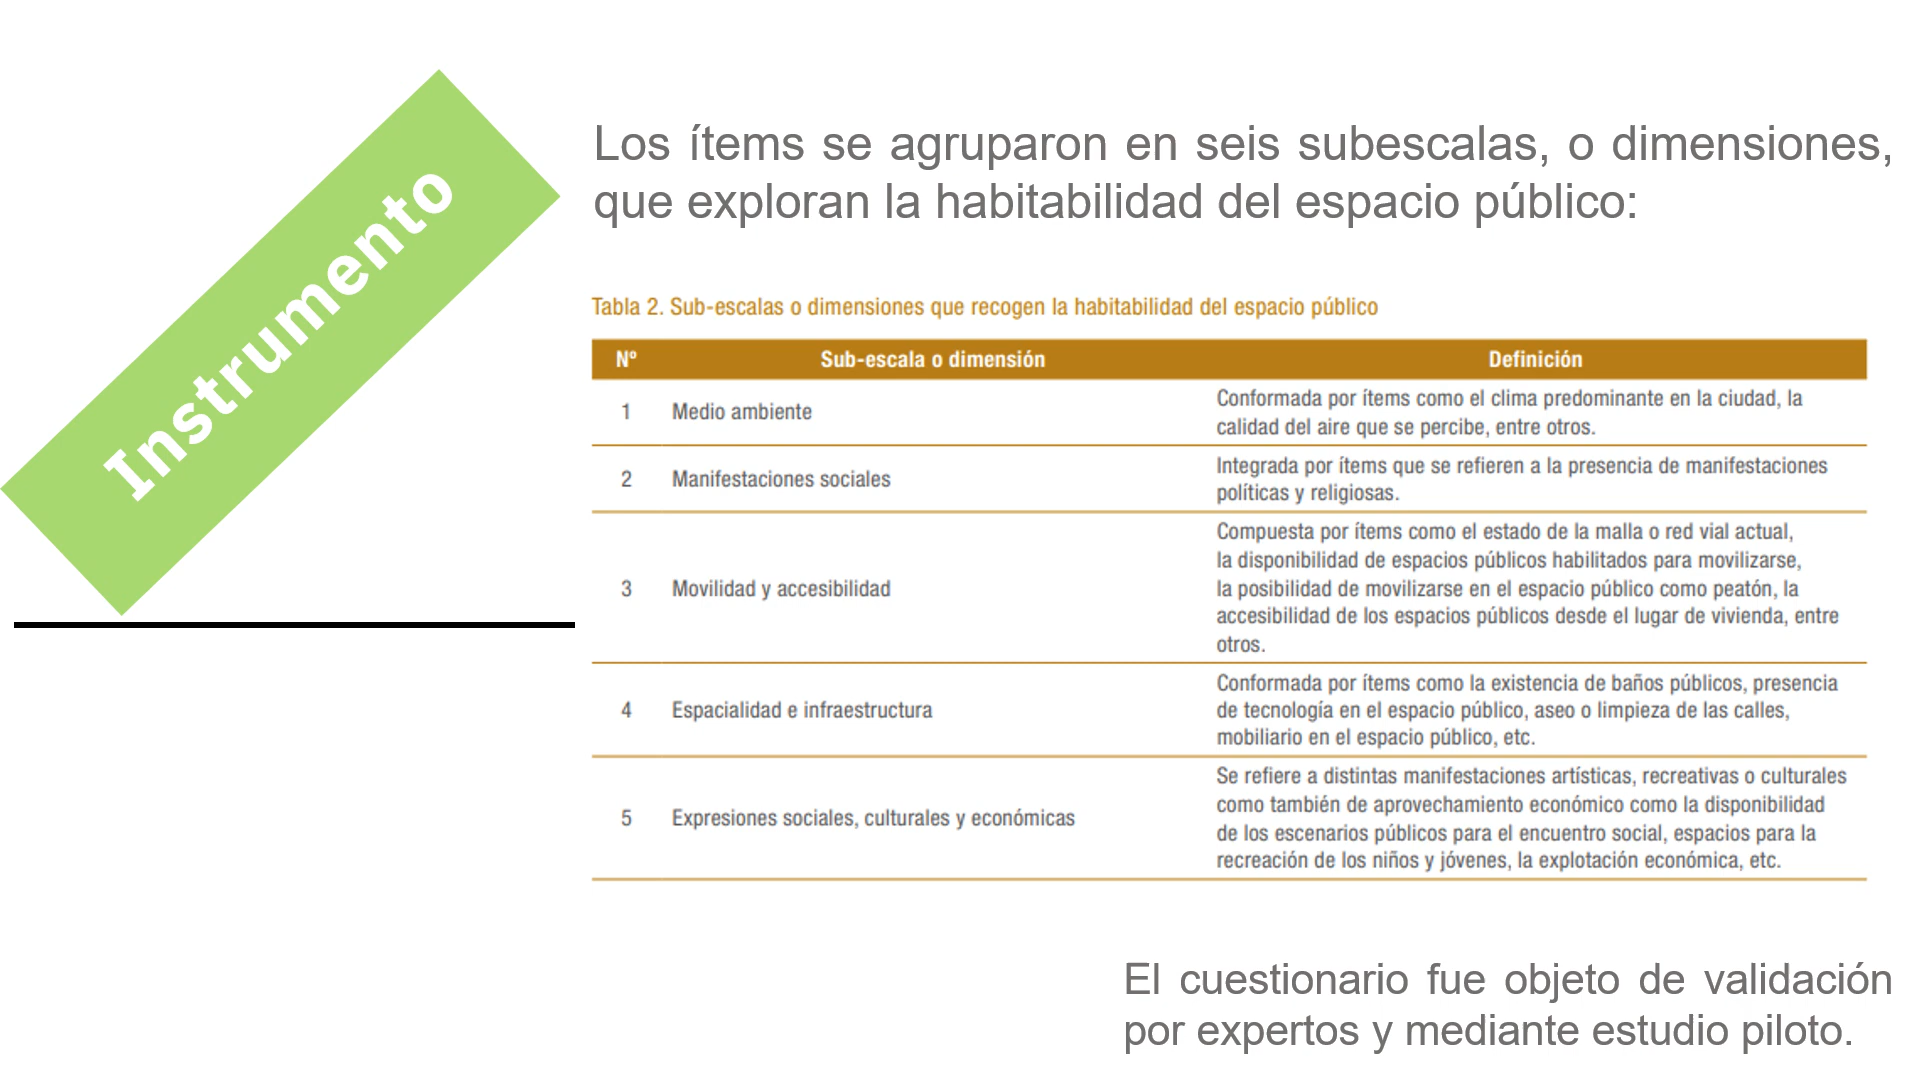 Instrumento
Los ítems se agruparon en seis subescalas, o dimensiones,
que exploran la habitabilidad del espacio público:
Tabla 2. Sub-escalas o dimensiones que recogen la habitabilidad del espacio público
Nº Sub-escala o dimensión Definición
1 Medio ambiente Conformada por ítems como el clima predominante en la ciudad, la
calidad del aire que se percibe, entre otros.
2 Manifestaciones sociales Integrada por ítems que se refieren a la presencia de manifestaciones
políticas y religiosas.
3 Movilidad y accesibilidad Compuesta por ítems como el estado de la malla o red vial actual,
la disponibilidad de espacios públicos habilitados para movilizarse,
la posibilidad de movilizarse en el espacio público como peatón, la
accesibilidad de los espacios públicos desde el lugar de vivienda, entre
otros.
4 Espacialidad e infraestructura Conformada por ítems como la existencia de baños públicos, presencia
de tecnología en el espacio público, aseo o limpieza de las calles,
mobiliario en el espacio público, etc.
5 Expresiones sociales, culturales y económicas Se refiere a distintas manifestaciones artísticas, recreativas o culturales
como también de aprovechamiento económico como la disponibilidad
de los escenarios públicos para el encuentro social, espacios para la
recreación de los niños y jóvenes, la explotación económica, etc.
El cuestionario fue objeto de validación
por expertos y mediante estudio piloto.